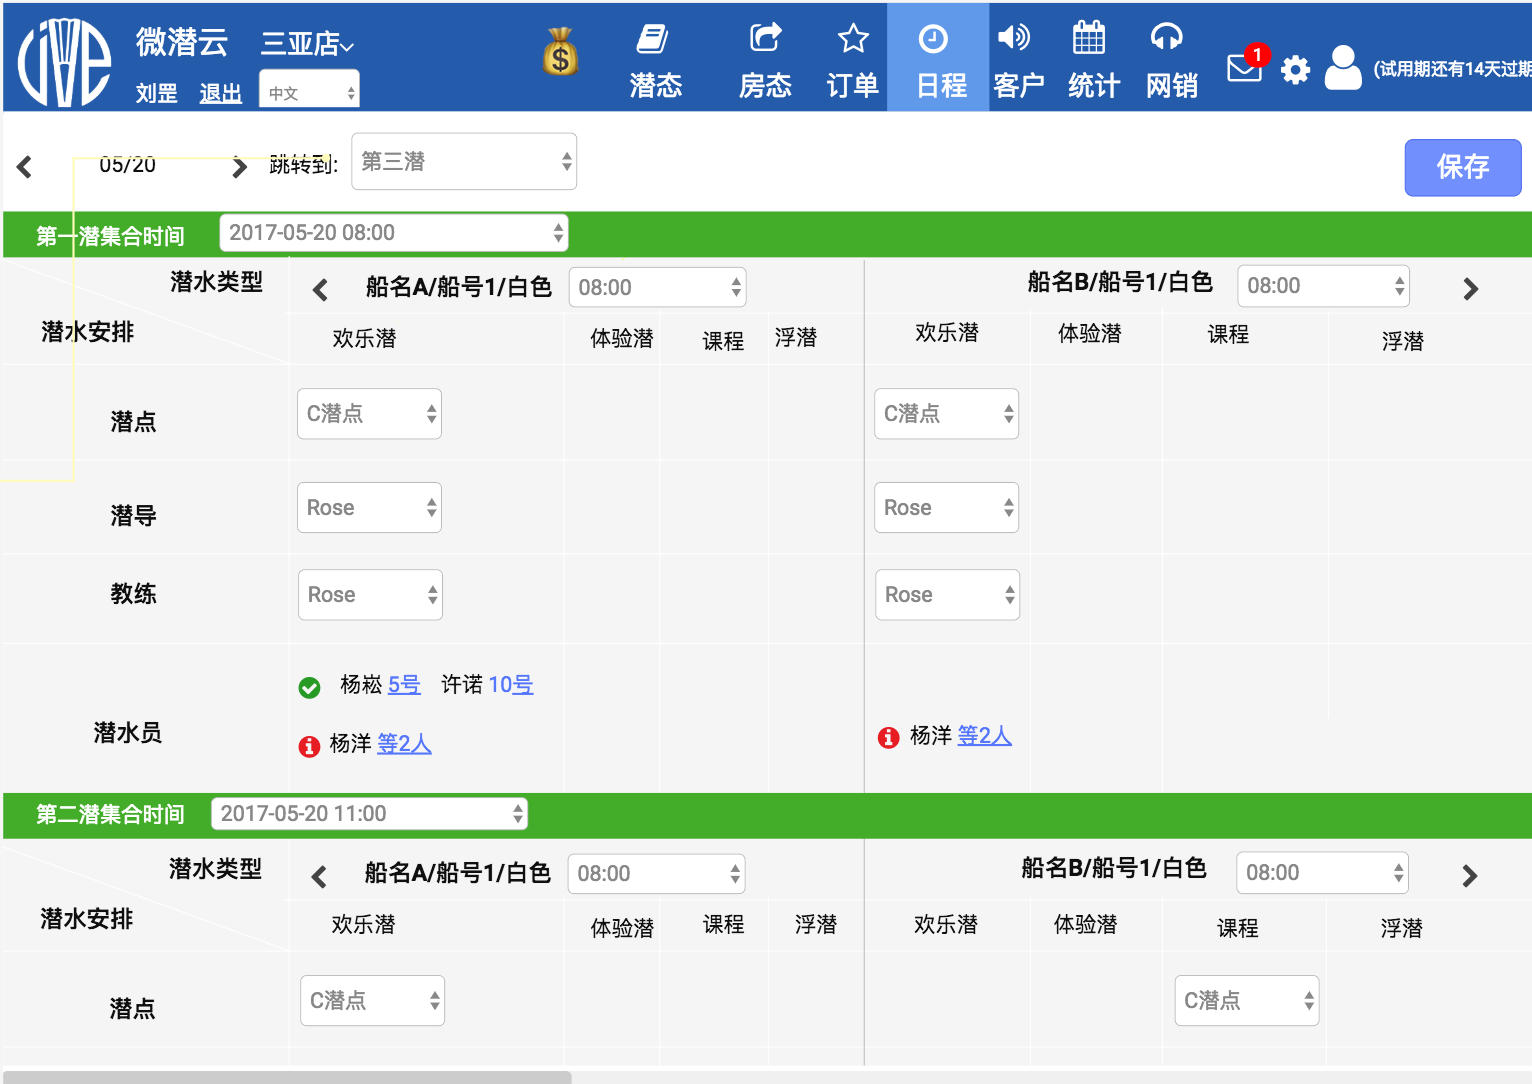 DIVE 微潜云 三亚店
刘罡 退出 中文
潜态 房态 订单 日程 客户 统计 网销 1 (试用期还有14天过期
05/20 跳转到: 第三潜 保存
第一潜集合时间 2017-05-20 08:00
潜水类型 船名A/船号1/白色 08:00 船名B/船号1/白色 08:00
潜水安排 欢乐潜 体验潜 课程 浮潜 欢乐潜 体验潜 课程 浮潜
潜点 C潜点 C潜点
潜导 Rose Rose
教练 Rose Rose
杨崧 5号 许诺 10号
潜水员 杨洋 等2人 杨洋 等2人
第二潜集合时间 2017-05-20 11:00
潜水类型 船名A/船号1/白色 08:00 船名B/船号1/白色 08:00
潜水安排 欢乐潜 体验潜 课程 浮潜 欢乐潜 体验潜 课程 浮潜
潜点 C潜点 C潜点